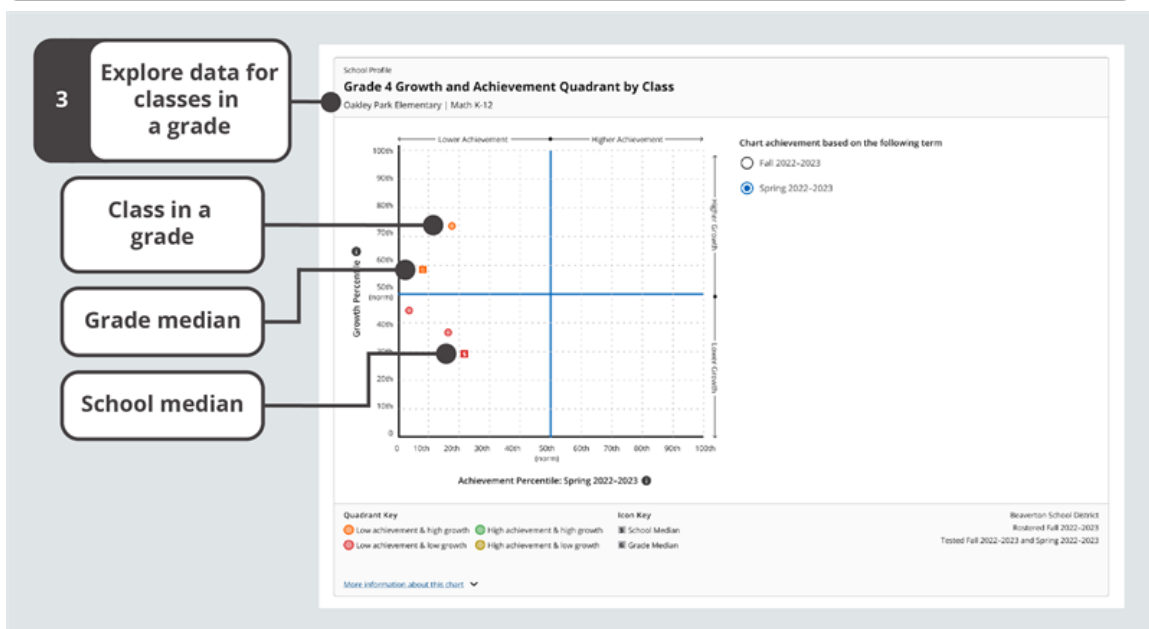 3
Explore data for
classes in
a grade
Class in a
grade
Grade median
School median
School Profile
Grade 4 Growth and Achievement Quadrant by Class
Oakley Park Elementary | Math K-12
Lower Achievement
Higher Achievement
100th
90th
80th
70th
60th
50th
(norm)
40th
30th
20th
10th
0
Growth Percentile
Higher Growth
Lower Growth
0 10th 20th 30th 40th 50th 60th 70th 80th 90th 100th
(norm)
Achievement Percentile: Spring 2022–2023
Chart achievement based on the following term
Fall 2022–2023
Spring 2022–2023
Quadrant Key
Low achievement & high growth
High achievement & high growth
Low achievement & low growth
High achievement & low growth
Icon Key
School Median
Grade Median
Beaverton School District
Rostered Fall 2022–2023
Tested Fall 2022–2023 and Spring 2022–2023
More information about this chart